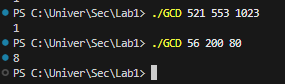 PS C:\Univer\Sec\Lab1> ./GCD 521 553 1023
1
PS C:\Univer\Sec\Lab1> ./GCD 56 200 80
8
PS C:\Univer\Sec\Lab1>